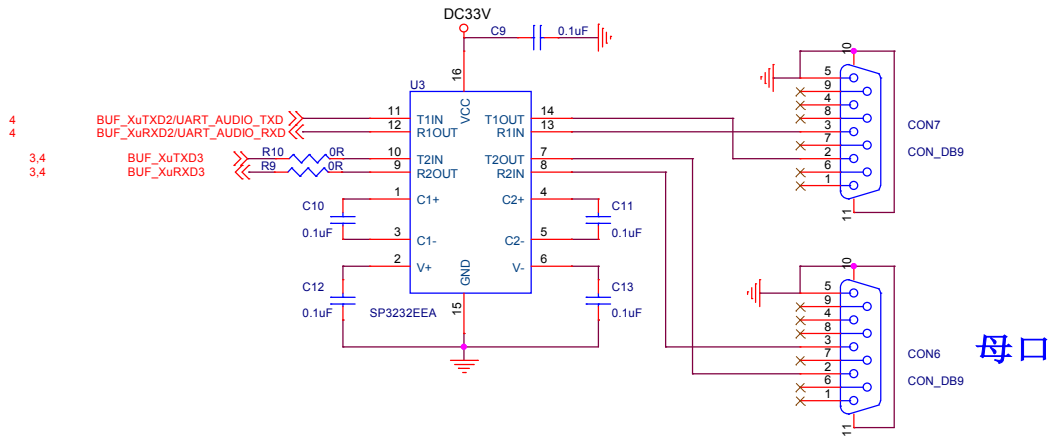 DC33V
C9 0.1uF
16
U3
VCC
4 BUF_XuTXD2/UART_AUDIO_TXD 11 T1IN T1OUT 14
4 BUF_XuRXD2/UART_AUDIO_RXD 12 R1OUT R1IN 13
3,4 BUF_XuTXD3 R10 0R 10 T2IN T2OUT 7
3,4 BUF_XuRXD3 R9 0R 9 R2OUT R2IN 8
1 C1+ C2+ 4
C10 C11
0.1uF 0.1uF
3 C1- C2- 5
2 V+ V- 6
GND
C12 C13
0.1uF 0.1uF
15
SP3232EEA
10
5
9
4
8
3
7
2
6
1
11
CON7
CON_DB9
10
5
9
4
8
3
7
2
6
1
11
CON6
CON_DB9
母口